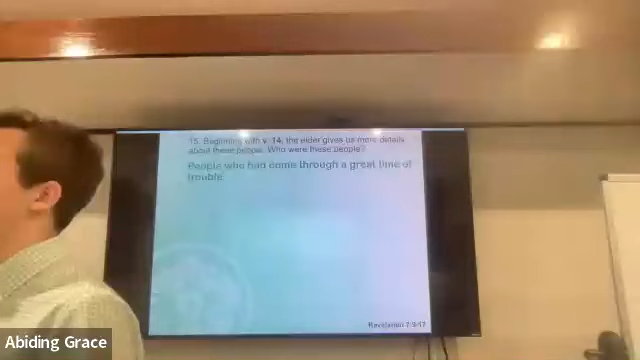 15. Beginning with v. 14, the elder gives us more details
about these people. Who were these people?
People who had come through a great time of
trouble.
Revelation 7:9-17
Abiding Grace